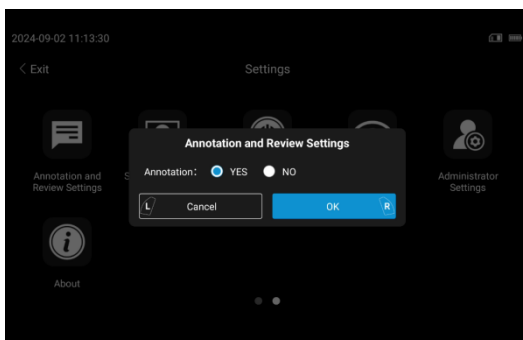 2024-09-02 11:13:30
< Exit
Settings
Annotation and Review Settings
Annotation:
YES
NO
L
Cancel
OK
R
Annotation and
Review Settings
S
Administrator
Settings
About